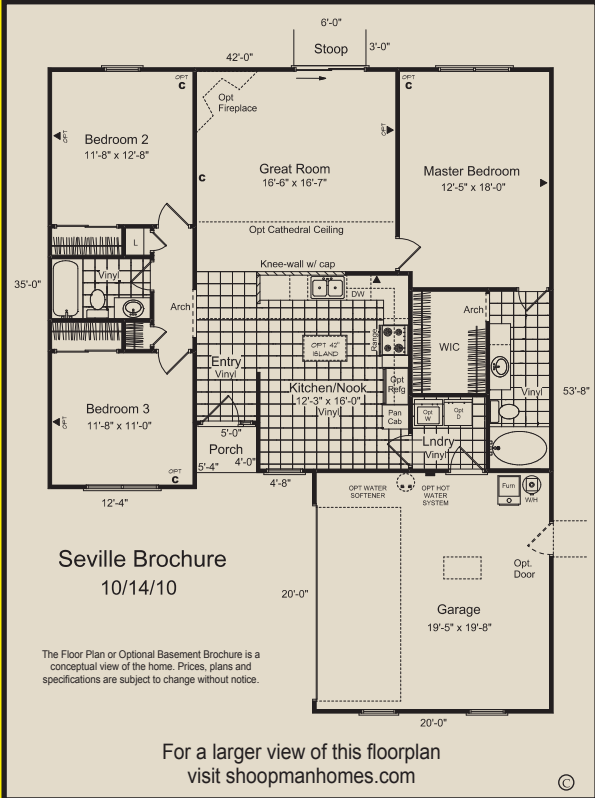 6'-0"
Stoop
3'-0"
42'-0"
OPT
C
Opt
Fireplace
OPT
C
Bedroom 2
11'-8" x 12'-8"
OPT
OPT
Great Room
16'-6" x 16'-7"
Master Bedroom
12'-5" x 18'-0"
C
Opt Cathedral Ceiling
L
Knee-wall w/ cap
Vinyl
DW
35'-0"
Arch
Arch
Range
OPT 42"
ISLAND
WIC
Entry
Vinyl
Opt
Refg
Kitchen/Nook
12'-3" x 16'-0"
Vinyl
Vinyl
53'-8"
Bedroom 3
11'-8" x 11'-0"
OPT
Pan
Cab
Opt
W
Opt
D
5'-0"
Porch
4'-0"
5'-4"
Lndry
Vinyl
OPT
C
4'-8"
12'-4"
OPT WATER
SOFTENER
OPT HOT
WATER
SYSTEM
Furn
W/H
Seville Brochure
10/14/10
Opt.
Door
20'-0"
Garage
19'-5" x 19'-8"
The Floor Plan or Optional Basement Brochure is a
conceptual view of the home. Prices, plans and
specifications are subject to change without notice.
20'-0"
For a larger view of this floorplan
visit shoopmanhomes.com
©